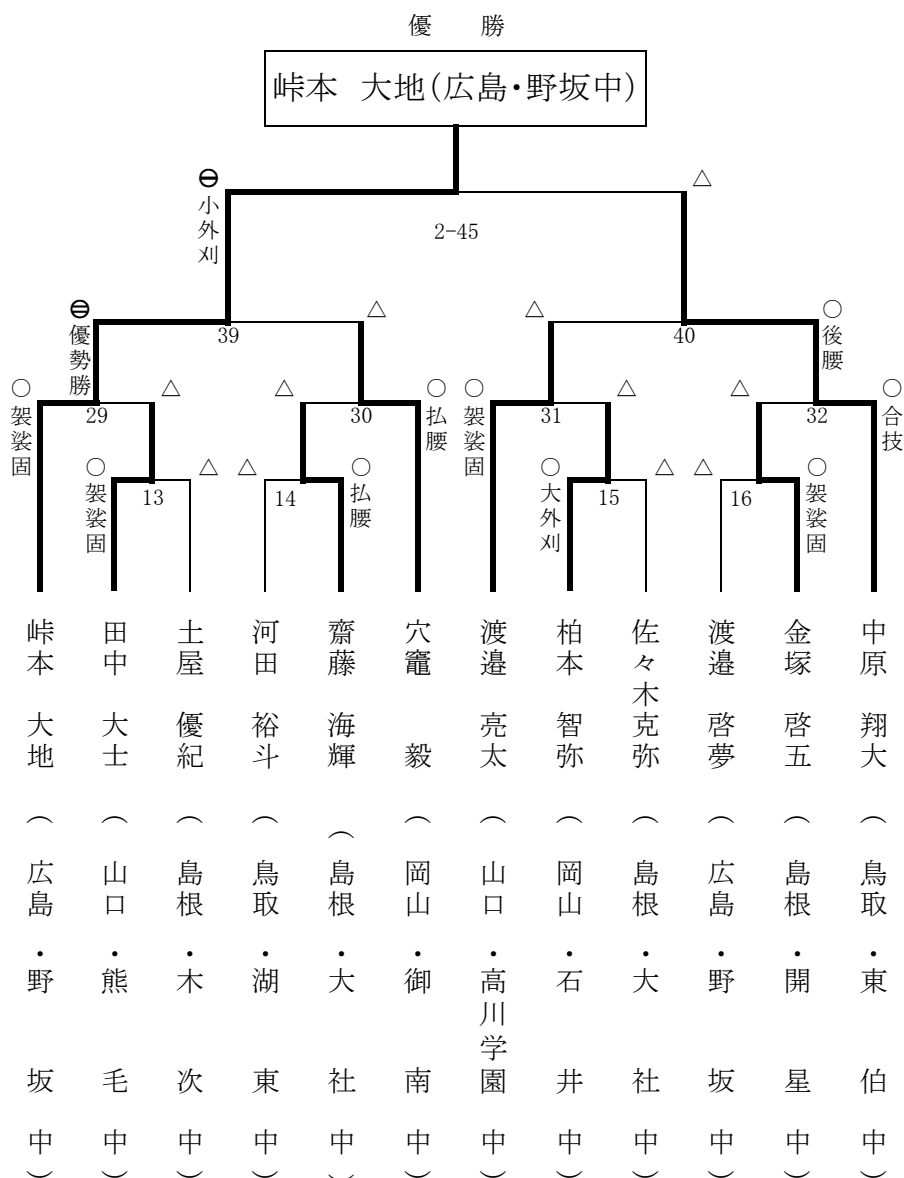 優 勝
峠本 大地(広島・野坂中)
⊖ △
小外刈
2-45
⊖ △ △ ○
優勢勝 39 40 後腰
○ △ △ ○ ○ △ △ ○
袈裟固 29 30 払腰 袈裟固 31 32 合技
○ △ △ ○ ○ △ △ ○
袈裟固 13 14 払腰 大外刈 15 16 袈裟固
峠本 大地(広島・野坂中)
田中 大士(山口・熊毛中)
土屋 優紀(島根・木次中)
河田 裕斗(鳥取・湖東中)
齋藤 海輝(島根・大社中)
穴竈 毅(岡山・御南中)
渡邉 亮太(山口・高川学園中)
柏本 智弥(岡山・石井中)
佐々木克弥(島根・大社中)
渡邉 啓夢(広島・野坂中)
金塚 啓五(島根・開星中)
中原 翔大(鳥取・東伯中)